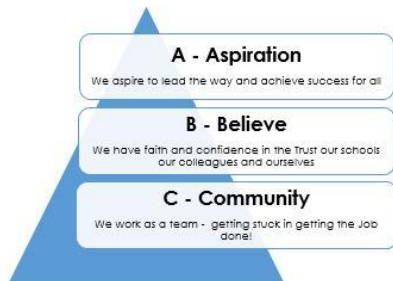 A - Aspiration
We aspire to lead the way and achieve success for all
B - Believe
We have faith and confidence in the Trust our schools
our colleagues and ourselves
C - Community
We work as a team - getting stuck in getting the Job
done!